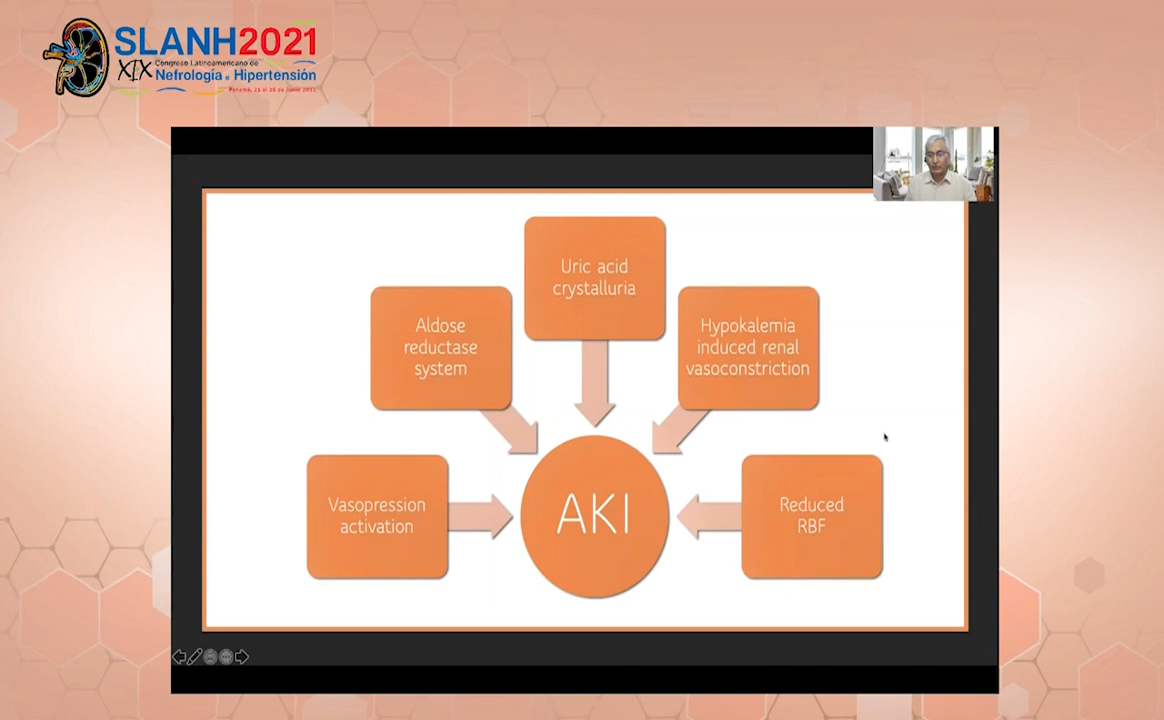 SLANH2021
XIX
Congreso Latinoamericano de
Nefrología e Hipertensión
Uric acid
crystalluria
Aldose
reductase
system
Hypokalemia
induced renal
vasoconstriction
Vasopression
activation
AKI
Reduced
RBF